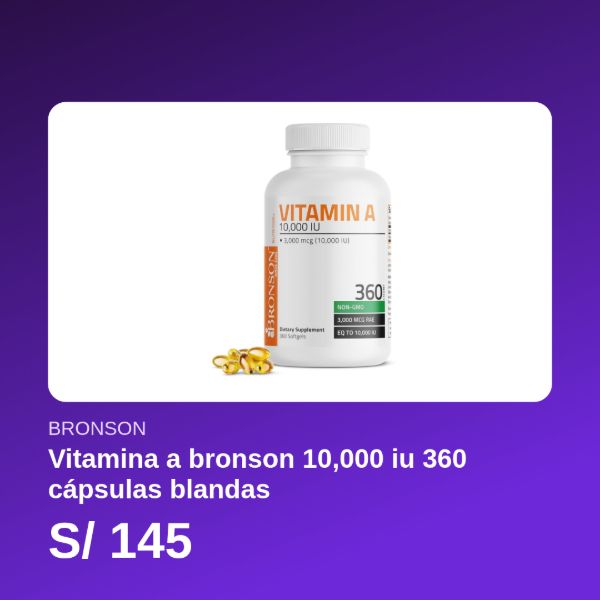 VITAMIN A
10,000 IU
• 3,000 mcg (10,000 IU)
BRONSON
360
NON-GMO
3,000 MCG RAE
EQ TO 10,000 IU
Dietary Supplement
360 Softgels
BRONSON
Vitamina a bronson 10,000 iu 360
cápsulas blandas
S/ 145